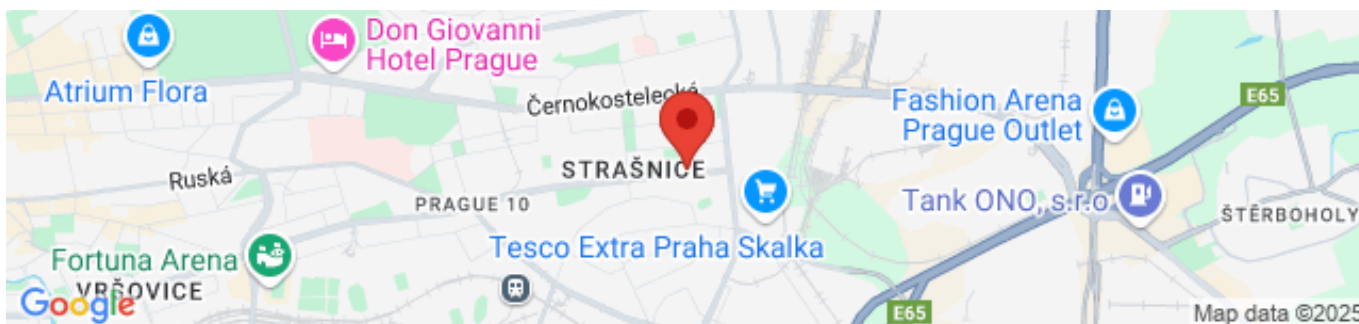 Don Giovanni
Hotel Prague
Atrium Flora
Černokostelecká
Fashion Arena
Prague Outlet
E65
STRAŠNICE
Ruská
PRAGUE 10
Tank ONO, s.r.o
ŠTĚRBOHOLY
Tesco Extra Praha Skalka
Fortuna Arena
VRŠOVICE
Google
E65
Map data ©2025